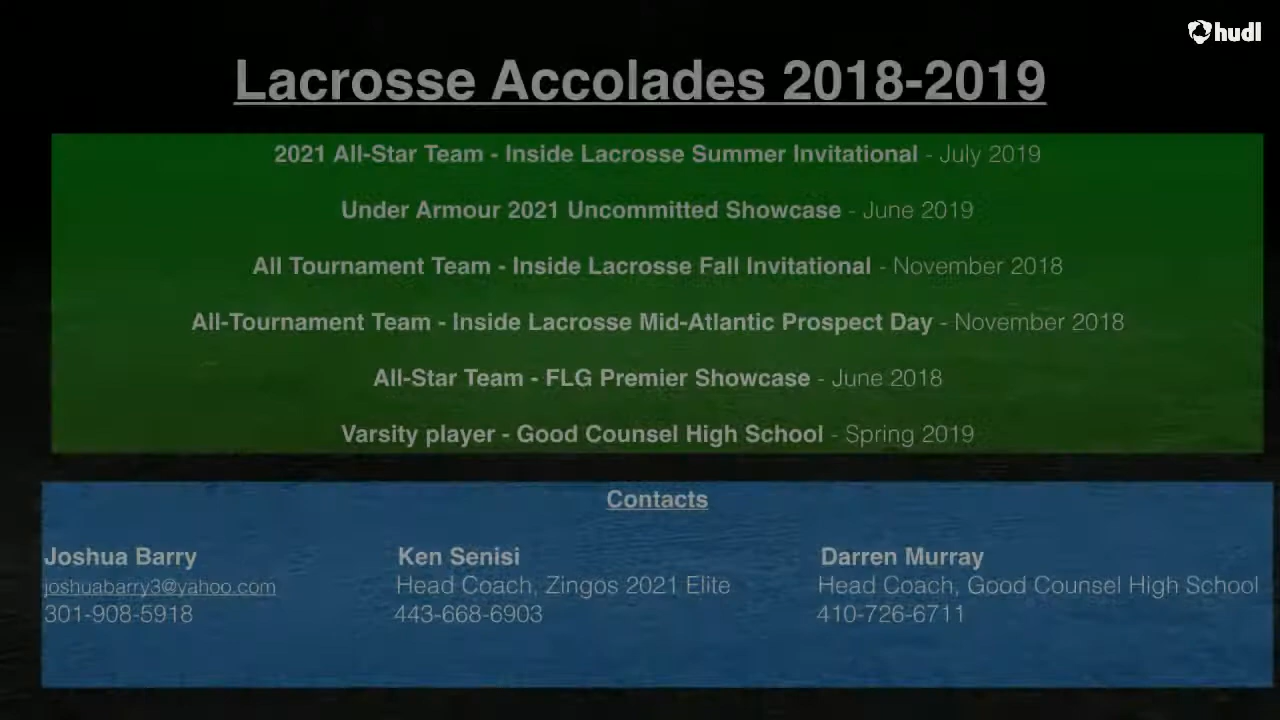 hudl
Lacrosse Accolades 2018-2019
2021 All-Star Team - Inside Lacrosse Summer Invitational - July 2019
Under Armour 2021 Uncommitted Showcase - June 2019
All Tournament Team - Inside Lacrosse Fall Invitational - November 2018
All-Tournament Team - Inside Lacrosse Mid-Atlantic Prospect Day - November 2018
All-Star Team - FLG Premier Showcase - June 2018
Varsity player - Good Counsel High School - Spring 2019
Contacts
Joshua Barry
joshuabarry3@yahoo.com
301-908-5918
Ken Senisi
Head Coach, Zingos 2021 Elite
443-668-6903
Darren Murray
Head Coach, Good Counsel High School
410-726-6711